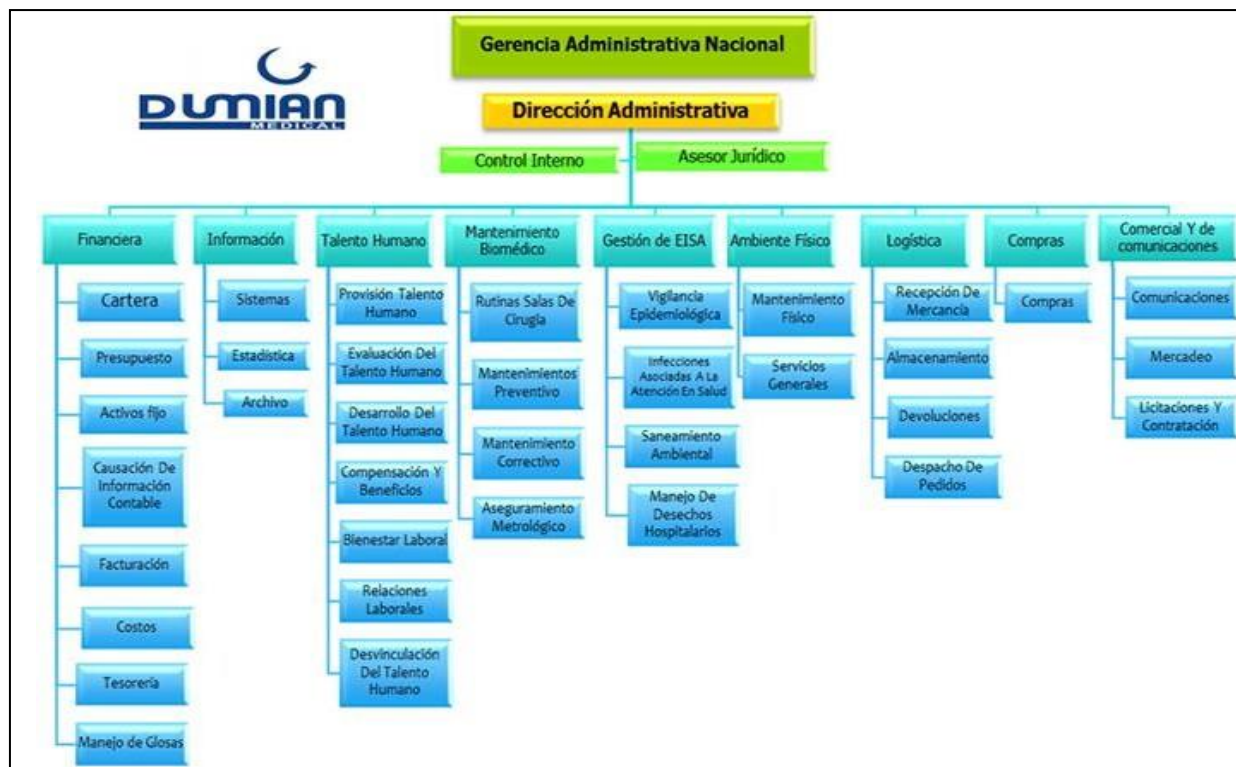 Gerencia Administrativa Nacional
DUMIAN
MEDICAL
Dirección Administrativa
Control Interno
Asesor Jurídico
Financiera
Cartera
Presupuesto
Activos fijo
Causación De
Información
Contable
Facturación
Costos
Tesorería
Manejo de Glosas
Información
Sistemas
Estadística
Archivo
Talento Humano
Provisión Talento
Humano
Evaluación Del
Talento Humano
Desarrollo Del
Talento Humano
Compensación Y
Beneficios
Bienestar Laboral
Relaciones
Laborales
Desvinculación
Del Talento
Humano
Mantenimiento
Biomédico
Rutinas Salas De
Cirugía
Mantenimientos
Preventivo
Mantenimiento
Correctivo
Aseguramiento
Metrológico
Gestión de EISA
Vigilancia
Epidemiológica
Infecciones
Asociadas A La
Atención En Salud
Saneamiento
Ambiental
Manejo De
Desechos
Hospitalarios
Ambiente Físico
Mantenimiento
Físico
Servicios
Generales
Logística
Recepción De
Mercancía
Almacenamiento
Devoluciones
Despacho De
Pedidos
Compras
Compras
Comercial Y de
comunicaciones
Comunicaciones
Mercadeo
Licitaciones Y
Contratación